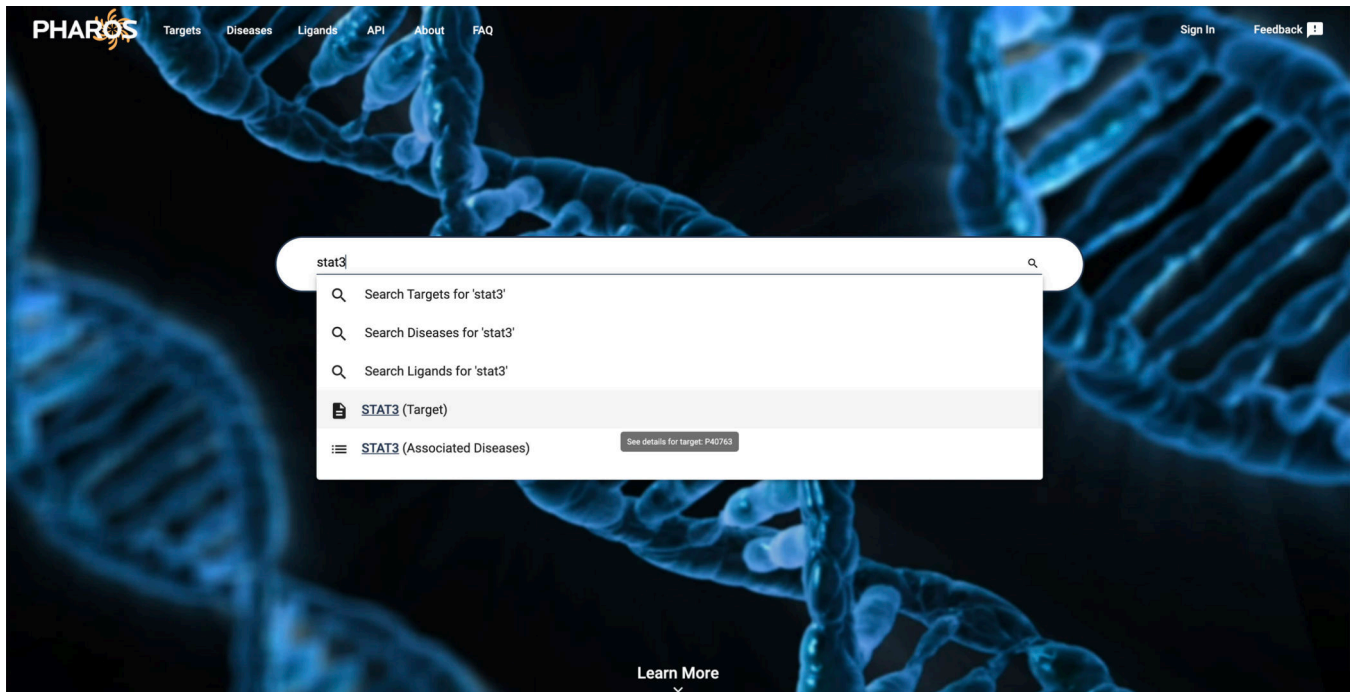 PHAROS Targets Diseases Ligands API About FAQ Sign In Feedback
stat3
Search Targets for 'stat3'
Search Diseases for 'stat3'
Search Ligands for 'stat3'
STAT3 (Target)
See details for target: P40763
STAT3 (Associated Diseases)
Learn More